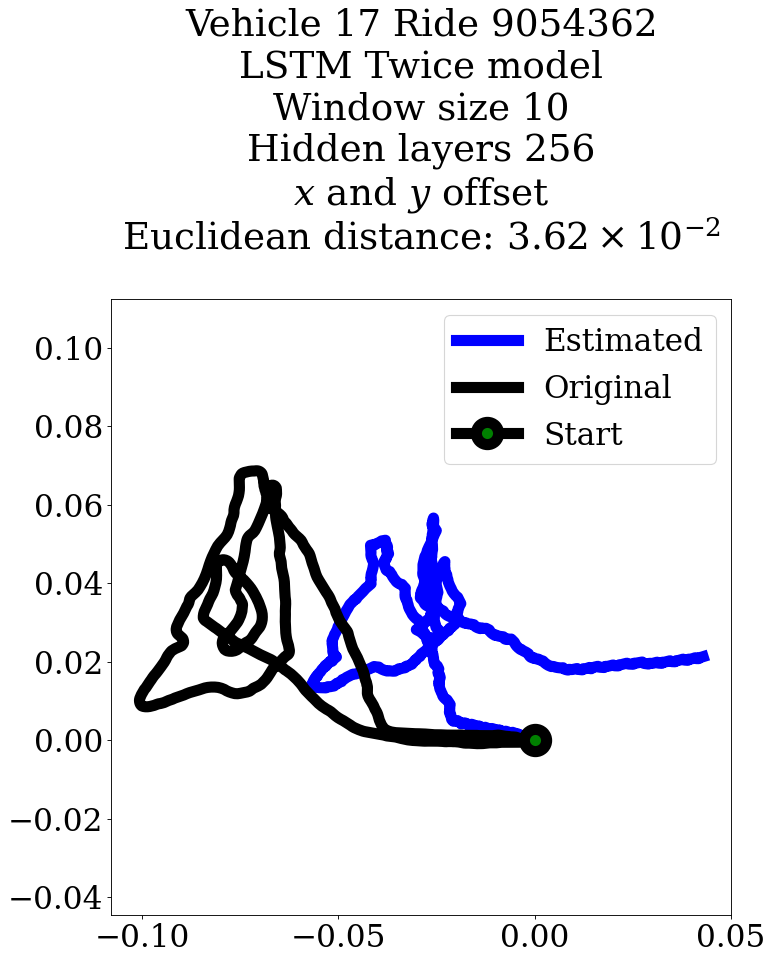 Vehicle 17 Ride 9054362
LSTM Twice model
Window size 10
Hidden layers 256
x and y offset
Euclidean distance: 3.62 × 10⁻²
Estimated
Original
Start
0.10
0.08
0.06
0.04
0.02
0.00
−0.02
−0.04
−0.10 −0.05 0.00 0.05